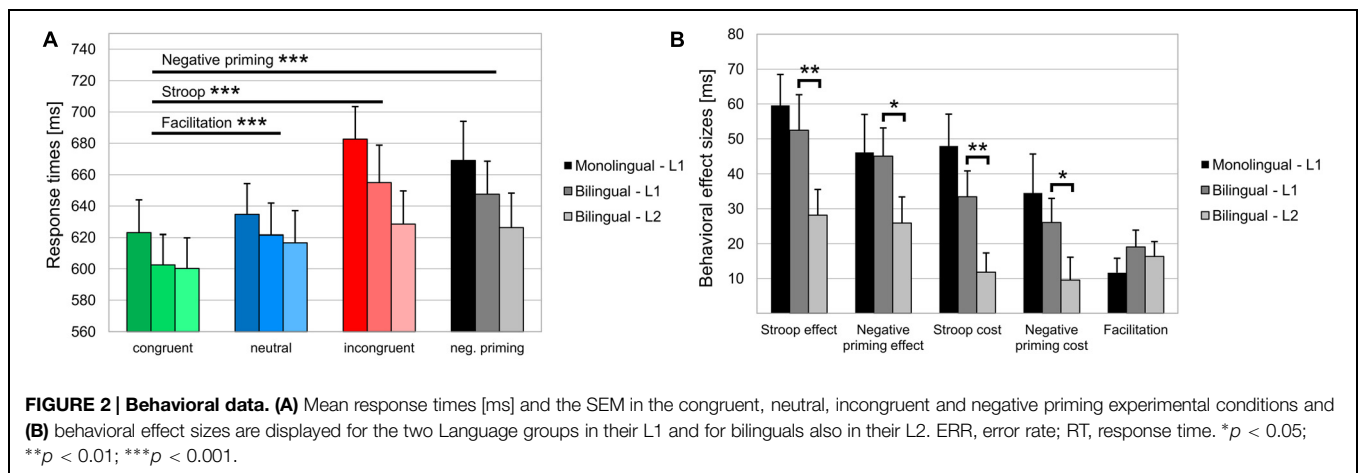 A
740
720
700
680
660
640
620
600
580
560
Response times [ms]
Negative priming ***
Stroop ***
Facilitation ***
congruent
neutral
incongruent
neg. priming
Monolingual - L1
Bilingual - L1
Bilingual - L2
B
80
70
60
50
40
30
20
10
Behavioral effect sizes [ms]
**
*
**
*
Stroop effect
Negative
priming effect
Stroop cost
Negative
priming cost
Facilitation
Monolingual - L1
Bilingual - L1
Bilingual - L2
FIGURE 2 | Behavioral data. (A) Mean response times [ms] and the SEM in the congruent, neutral, incongruent and negative priming experimental conditions and
(B) behavioral effect sizes are displayed for the two Language groups in their L1 and for bilinguals also in their L2. ERR, error rate; RT, response time. *p < 0.05;
**p < 0.01; ***p < 0.001.